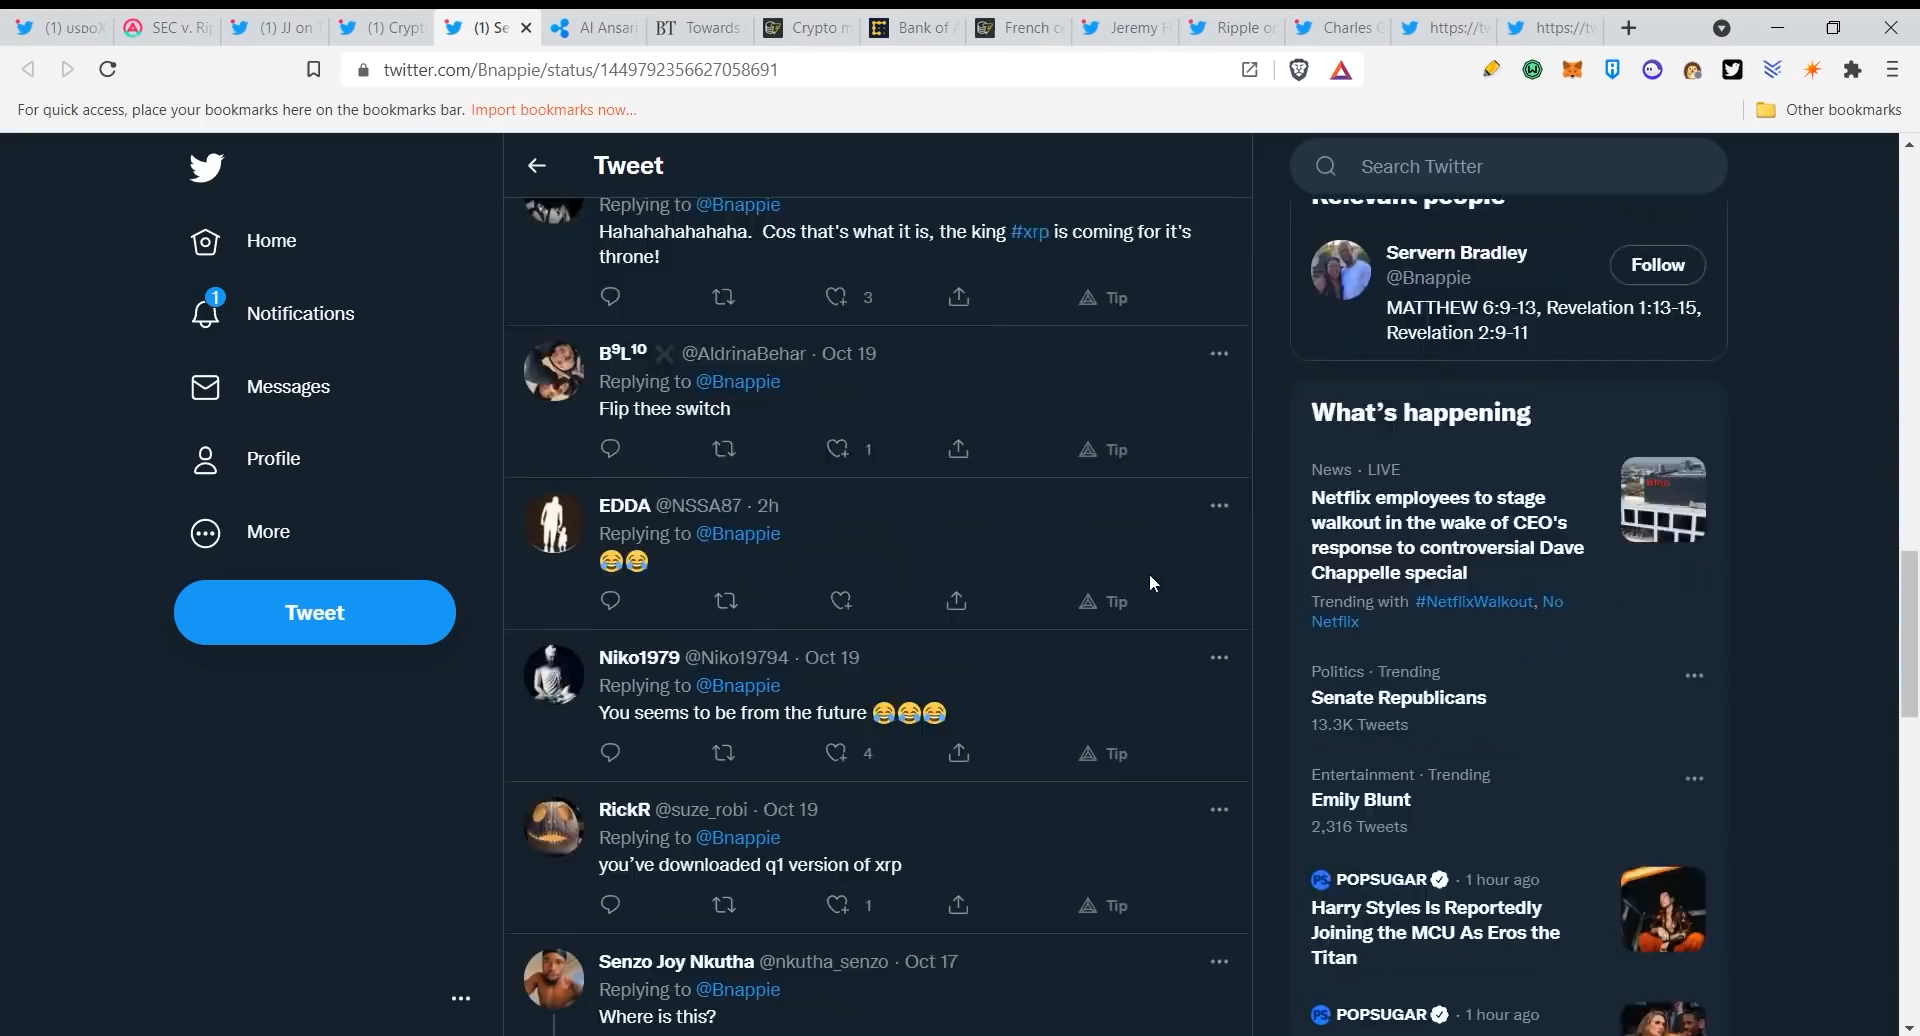 (1) usboX
SEC v. Rip
(1) JJ on T
(1) Crypt
(1) Se
Al Ansari
BT Towards
Crypto m
Bank of A
French ce
Jeremy H
Ripple on
Charles G
https://tw
https://tw
twitter.com/Bnappie/status/1449792356627058691
For quick access, place your bookmarks here on the bookmarks bar. Import bookmarks now...
Other bookmarks
Home
1
Notifications
Messages
Profile
More
Tweet
Tweet
Replying to @Bnappie
Hahahahahahaha. Cos that's what it is, the king #xrp is coming for it's
throne!
3
Tip
B⁹L¹⁰ @AldrinaBehar · Oct 19
Replying to @Bnappie
Flip thee switch
1
Tip
EDDA @NSSA87 · 2h
Replying to @Bnappie
😂😂
Tip
Niko1979 @Niko19794 · Oct 19
Replying to @Bnappie
You seems to be from the future 😂😂😂
4
Tip
RickR @suze_robi · Oct 19
Replying to @Bnappie
you've downloaded q1 version of xrp
1
Tip
Senzo Joy Nkutha @nkutha_senzo · Oct 17
Replying to @Bnappie
Where is this?
Search Twitter
Relevant people
Servern Bradley
@Bnappie
Follow
MATTHEW 6:9-13, Revelation 1:13-15,
Revelation 2:9-11
What's happening
News · LIVE
Netflix employees to stage
walkout in the wake of CEO's
response to controversial Dave
Chappelle special
Trending with #NetflixWalkout, No
Netflix
Politics · Trending
Senate Republicans
13.3K Tweets
Entertainment · Trending
Emily Blunt
2,316 Tweets
POPSUGAR · 1 hour ago
Harry Styles Is Reportedly
Joining the MCU As Eros the
Titan
POPSUGAR · 1 hour ago